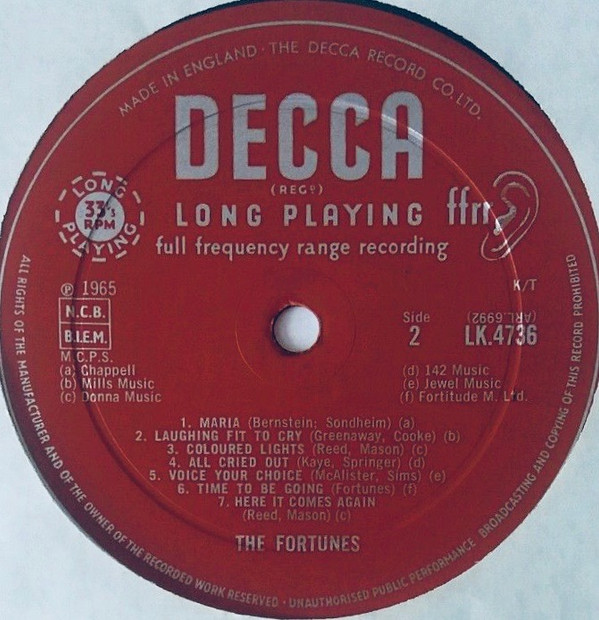 MADE IN ENGLAND · THE DECCA RECORD CO. LTD.
DECCA
(REGD)
LONG PLAYING
33⅓ RPM
LONG PLAYING ffrr
full frequency range recording
℗ 1965
K/T
N.C.B.
B.I.E.M.
Side
2
(ARL.6992)
LK.4736
M.C.P.S.
(a) Chappell
(b) Mills Music
(c) Donna Music
(d) 142 Music
(e) Jewel Music
(f) Fortitude M. Ltd.
1. MARIA (Bernstein; Sondheim) (a)
2. LAUGHING FIT TO CRY (Greenaway, Cooke) (b)
3. COLOURED LIGHTS (Reed, Mason) (c)
4. ALL CRIED OUT (Kaye, Springer) (d)
5. VOICE YOUR CHOICE (McAlister, Sims) (e)
6. TIME TO BE GOING (Fortunes) (f)
7. HERE IT COMES AGAIN
(Reed, Mason) (c)
THE FORTUNES
ALL RIGHTS OF THE MANUFACTURER AND OF THE OWNER OF THE RECORDED WORK RESERVED · UNAUTHORISED PUBLIC PERFORMANCE BROADCASTING AND COPYING OF THIS RECORD PROHIBITED